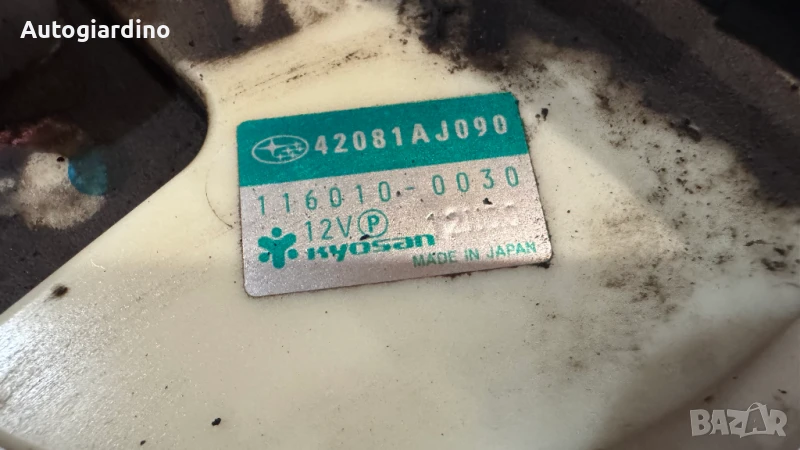 Autogiardino
42081AJ090
116010-0030
12V P
Kyosan
MADE IN JAPAN
BAZAR